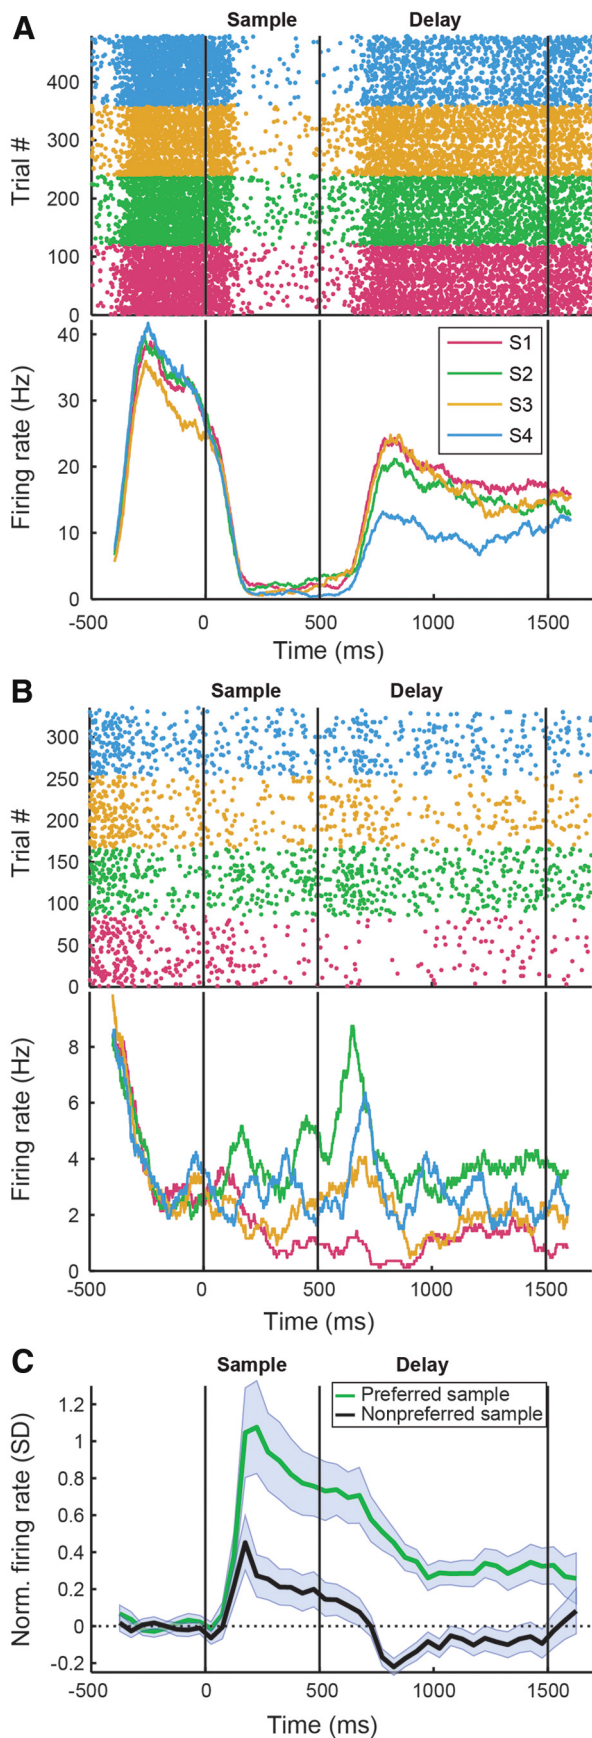 A
Sample Delay
400
300
200
100
0
Trial #
40
30
20
10
0
Firing rate (Hz)
S1
S2
S3
S4
-500 0 500 1000 1500
Time (ms)
B
Sample Delay
300
250
200
150
100
50
0
Trial #
8
6
4
2
0
Firing rate (Hz)
-500 0 500 1000 1500
Time (ms)
C
Sample Delay
Preferred sample
Nonpreferred sample
1.2
1
0.8
0.6
0.4
0.2
0
-0.2
Norm. firing rate (SD)
-500 0 500 1000 1500
Time (ms)